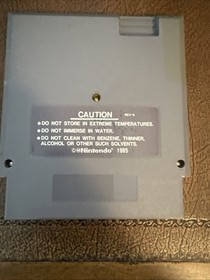 CAUTION
• DO NOT STORE IN EXTREME TEMPERATURES.
• DO NOT IMMERSE IN WATER.
• DO NOT CLEAN WITH BENZENE, THINNER,
ALCOHOL OR OTHER SUCH SOLVENTS.
©®Nintendo 1985